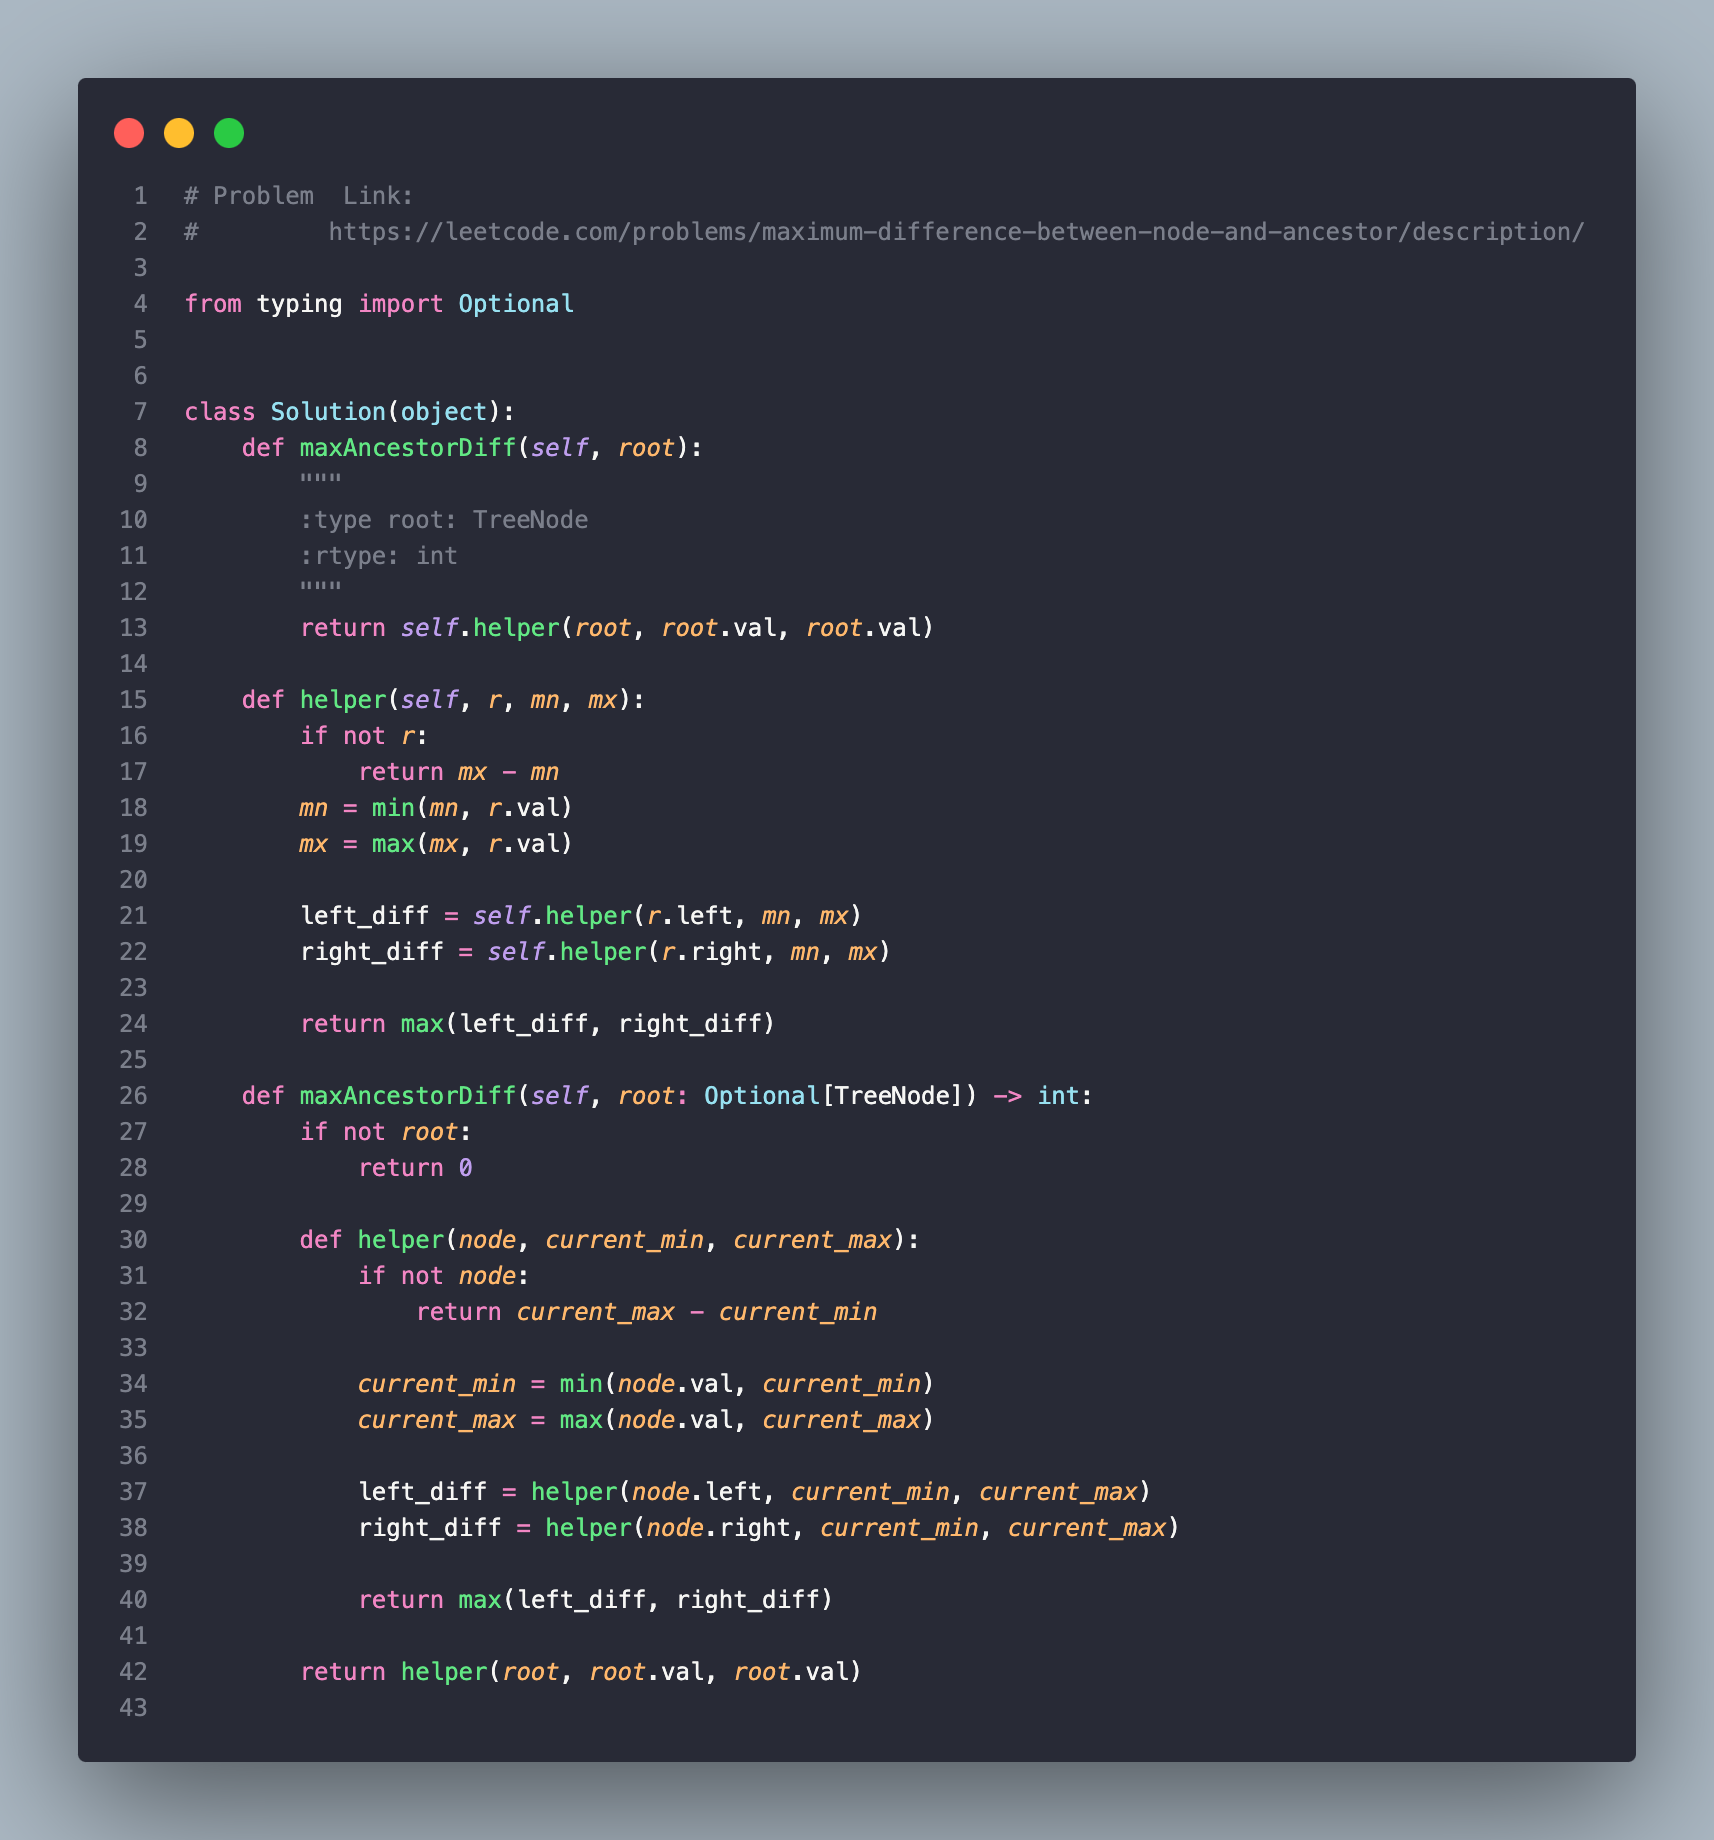 1 # Problem  Link:
2 #         https://leetcode.com/problems/maximum-difference-between-node-and-ancestor/description/
3
4 from typing import Optional
5
6
7 class Solution(object):
8     def maxAncestorDiff(self, root):
9         """
10         :type root: TreeNode
11         :rtype: int
12         """
13         return self.helper(root, root.val, root.val)
14
15     def helper(self, r, mn, mx):
16         if not r:
17             return mx - mn
18         mn = min(mn, r.val)
19         mx = max(mx, r.val)
20
21         left_diff = self.helper(r.left, mn, mx)
22         right_diff = self.helper(r.right, mn, mx)
23
24         return max(left_diff, right_diff)
25
26     def maxAncestorDiff(self, root: Optional[TreeNode]) -> int:
27         if not root:
28             return 0
29
30         def helper(node, current_min, current_max):
31             if not node:
32                 return current_max - current_min
33
34             current_min = min(node.val, current_min)
35             current_max = max(node.val, current_max)
36
37             left_diff = helper(node.left, current_min, current_max)
38             right_diff = helper(node.right, current_min, current_max)
39
40             return max(left_diff, right_diff)
41
42         return helper(root, root.val, root.val)
43